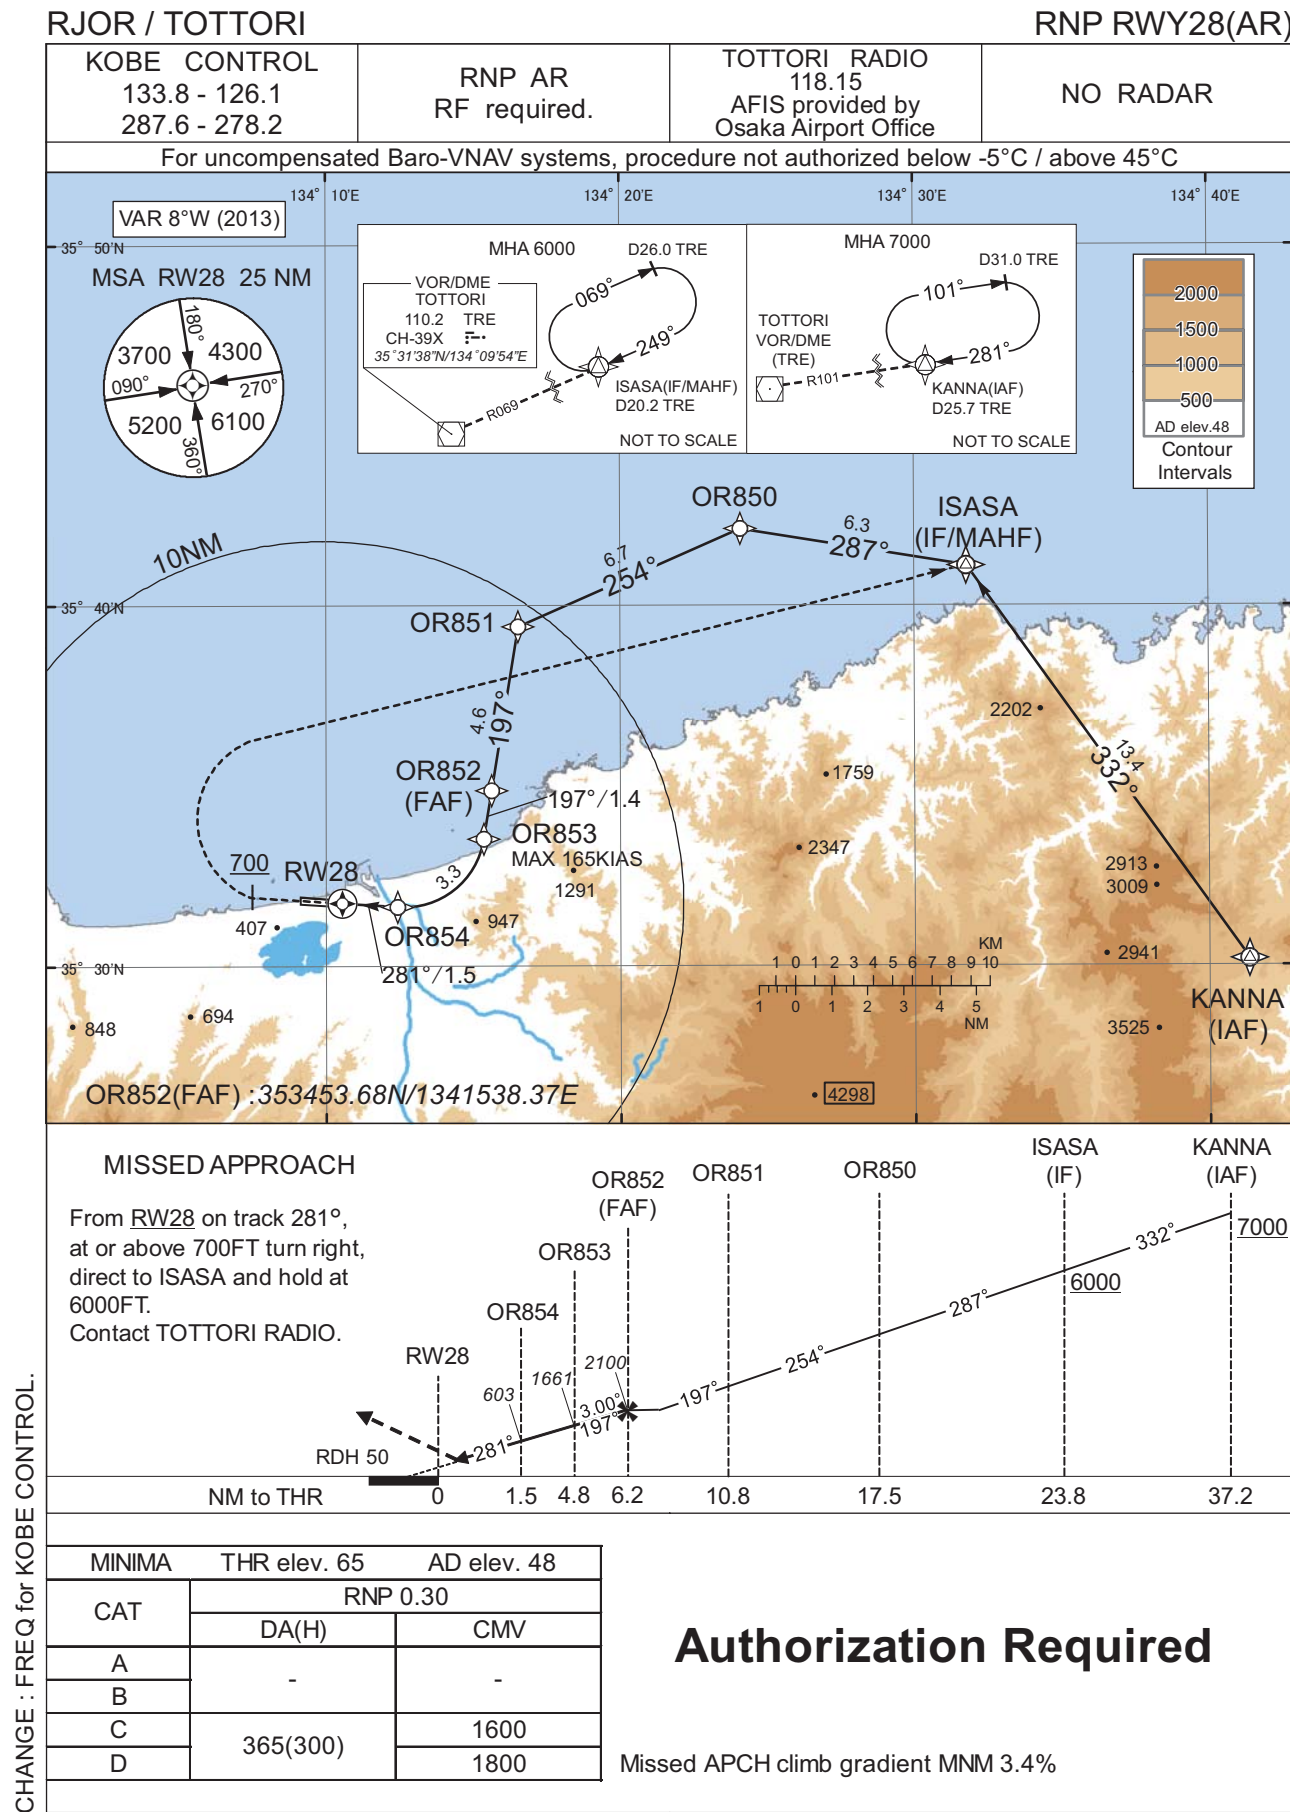 RJOR / TOTTORI
RNP RWY28(AR)
KOBE CONTROL
133.8 - 126.1
287.6 - 278.2
RNP AR
RF required.
TOTTORI RADIO
118.15
AFIS provided by
Osaka Airport Office
NO RADAR
For uncompensated Baro-VNAV systems, procedure not authorized below -5°C / above 45°C
134° 10'E
134° 20'E
134° 30'E
134° 40'E
VAR 8°W (2013)
35° 50'N
MSA RW28 25 NM
180°
3700
4300
090°
270°
5200
6100
360°
MHA 6000
D26.0 TRE
VOR/DME
TOTTORI
110.2 TRE
CH-39X
35°31'38"N/134°09'54"E
069°
249°
ISASA(IF/MAHF)
D20.2 TRE
R069
NOT TO SCALE
MHA 7000
D31.0 TRE
101°
281°
TOTTORI
VOR/DME
(TRE)
R101
KANNA(IAF)
D25.7 TRE
NOT TO SCALE
2000
1500
1000
500
AD elev.48
Contour
Intervals
10NM
OR850
ISASA
(IF/MAHF)
6.3
287°
6.7
254°
35° 40'N
OR851
4.6
197°
2202
13.4
332°
OR852
(FAF)
1759
197°/1.4
OR853
MAX 165KIAS
2347
700
RW28
3.3
1291
2913
3009
407
947
OR854
281°/1.5
2941
35° 30'N
KM
1 0 1 2 3 4 5 6 7 8 9 10
1 0 1 2 3 4 5
NM
KANNA
(IAF)
848
694
3525
OR852(FAF) :353453.68N/1341538.37E
4298
MISSED APPROACH
From RW28 on track 281°,
at or above 700FT turn right,
direct to ISASA and hold at
6000FT.
Contact TOTTORI RADIO.
ISASA
(IF)
KANNA
(IAF)
OR852
(FAF)
OR851
OR850
OR853
OR854
RW28
7000
332°
6000
287°
254°
197°
2100
1661
603
3.00°
197°
281°
RDH 50
NM to THR
0 1.5 4.8 6.2 10.8 17.5 23.8 37.2
MINIMA THR elev. 65 AD elev. 48
CAT
RNP 0.30
DA(H)
CMV
A
B
-
-
C
D
365(300)
1600
1800
Authorization Required
Missed APCH climb gradient MNM 3.4%
CHANGE : FREQ for KOBE CONTROL.